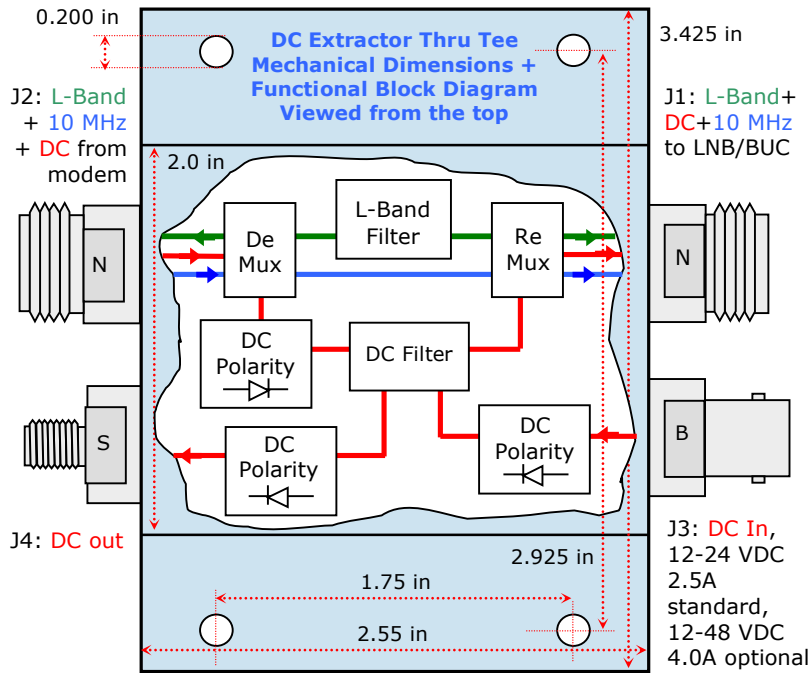 0.200 in
DC Extractor Thru Tee
Mechanical Dimensions +
Functional Block Diagram
Viewed from the top
3.425 in
J2: L-Band
+ 10 MHz
+ DC from
modem
J1: L-Band+
DC+10 MHz
to LNB/BUC
2.0 in
L-Band
Filter
De
Mux
Re
Mux
N
N
DC
Polarity
DC Filter
DC
Polarity
DC
Polarity
S
B
J4: DC out
J3: DC In,
12-24 VDC
2.5A
standard,
12-48 VDC
4.0A optional
2.925 in
1.75 in
2.55 in